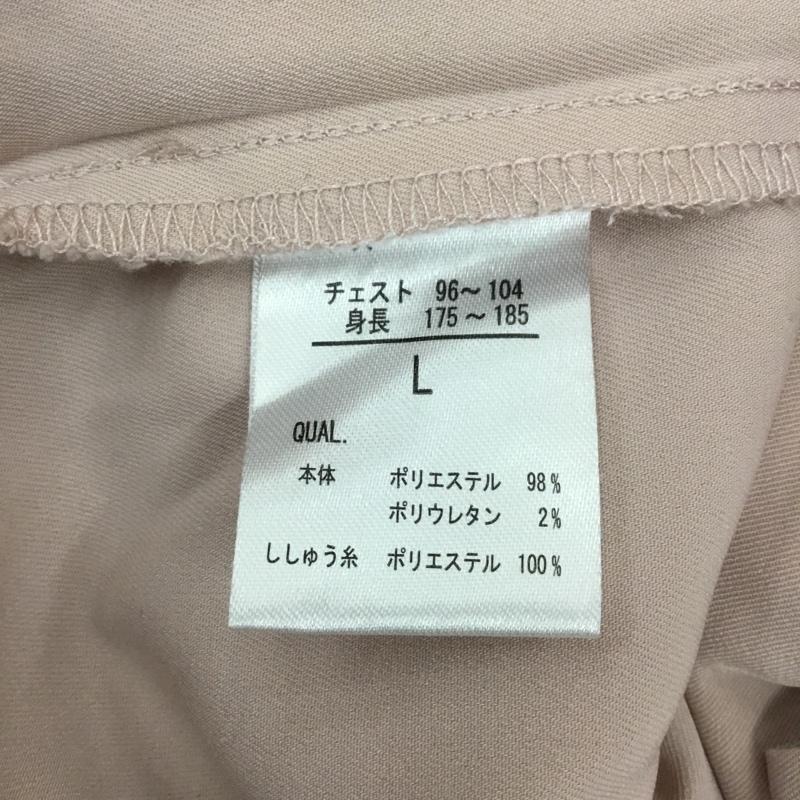 チェスト 96～104
身長 175～185
L
QUAL.
本体 ポリエステル 98%
ポリウレタン 2%
ししゅう糸 ポリエステル 100%